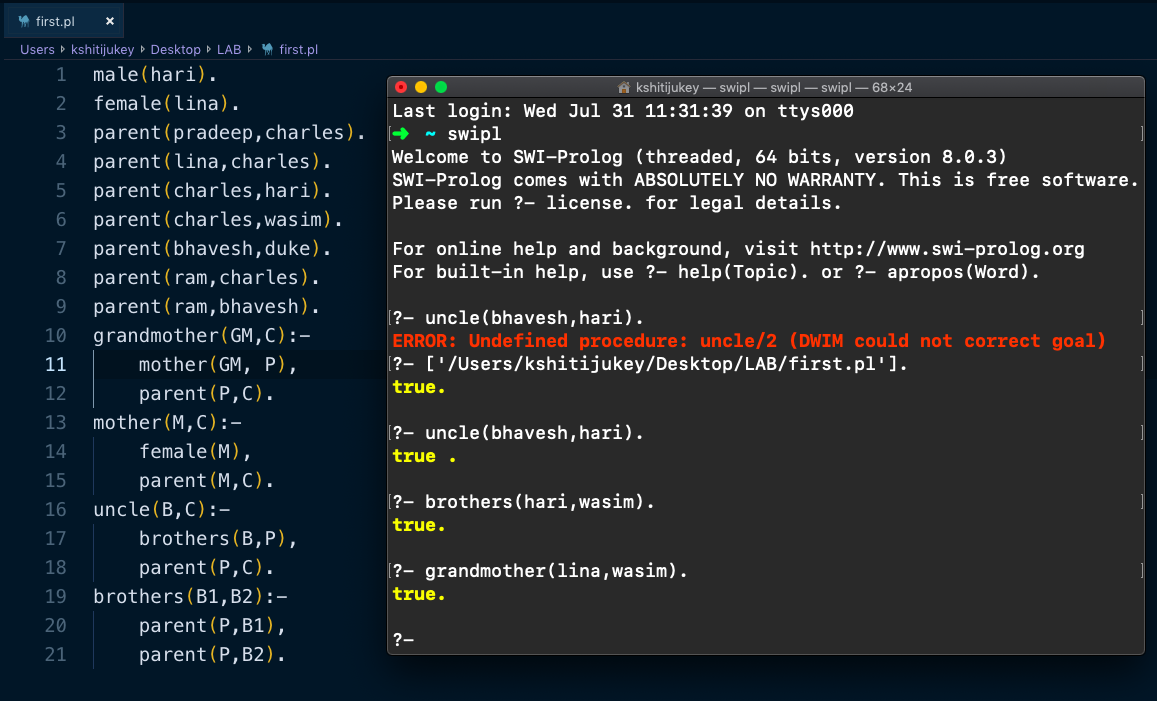 first.pl ×
Users › kshitijukey › Desktop › LAB › first.pl
1 male(hari).
2 female(lina).
3 parent(pradeep,charles).
4 parent(lina,charles).
5 parent(charles,hari).
6 parent(charles,wasim).
7 parent(bhavesh,duke).
8 parent(ram,charles).
9 parent(ram,bhavesh).
10 grandmother(GM,C):-
11 mother(GM, P),
12 parent(P,C).
13 mother(M,C):-
14 female(M),
15 parent(M,C).
16 uncle(B,C):-
17 brothers(B,P),
18 parent(P,C).
19 brothers(B1,B2):-
20 parent(P,B1),
21 parent(P,B2).
kshitijukey — swipl — swipl — swipl — 68×24
Last login: Wed Jul 31 11:31:39 on ttys000
[➜ ~ swipl ]
Welcome to SWI-Prolog (threaded, 64 bits, version 8.0.3)
SWI-Prolog comes with ABSOLUTELY NO WARRANTY. This is free software.
Please run ?- license. for legal details.
For online help and background, visit http://www.swi-prolog.org
For built-in help, use ?- help(Topic). or ?- apropos(Word).
[?- uncle(bhavesh,hari). ]
ERROR: Undefined procedure: uncle/2 (DWIM could not correct goal)
[?- ['/Users/kshitijukey/Desktop/LAB/first.pl']. ]
true.
[?- uncle(bhavesh,hari). ]
true .
[?- brothers(hari,wasim). ]
true.
[?- grandmother(lina,wasim). ]
true.
?-